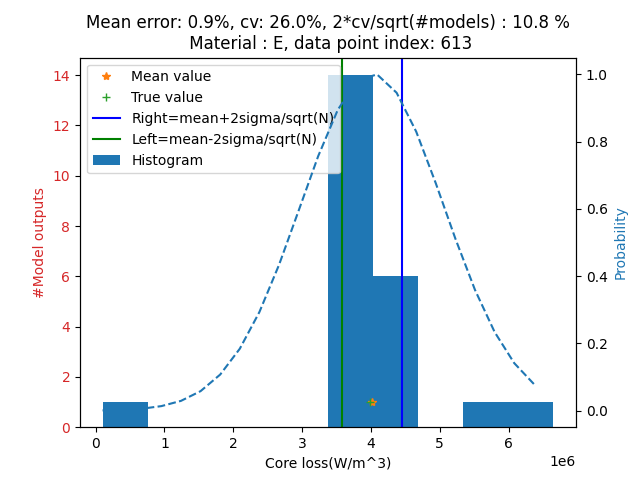 Mean error: 0.9%, cv: 26.0%, 2*cv/sqrt(#models) : 10.8 %
Material : E, data point index: 613
Mean value
True value
Right=mean+2sigma/sqrt(N)
Left=mean-2sigma/sqrt(N)
Histogram
#Model outputs
14
12
10
8
6
4
2
0
0 1 2 3 4 5 6
1e6
Core loss(W/m^3)
1.0
0.8
0.6
0.4
0.2
0.0
Probability